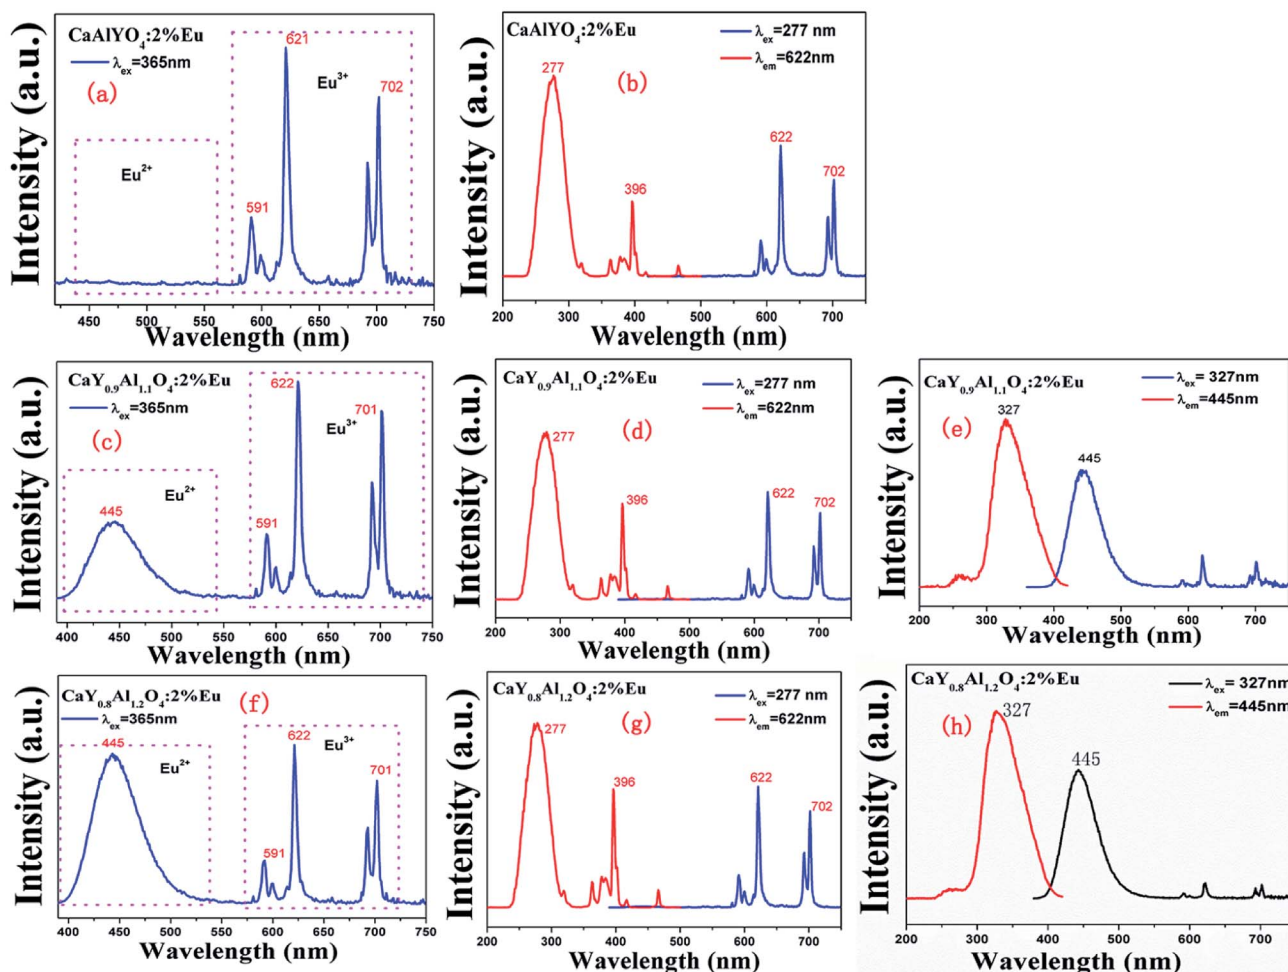 CaAlYO₄:2%Eu
λex=365nm
(a)
Eu²⁺
Eu³⁺
591
621
702
Intensity (a.u.)
450 500 550 600 650 700 750
Wavelength (nm)
CaAlYO₄:2%Eu
λex=277 nm
λem=622nm
(b)
277
396
622
702
Intensity (a.u.)
200 300 400 500 600 700
Wavelength (nm)
CaY₀.₉Al₁.₁O₄:2%Eu
λex=365nm
(c)
Eu²⁺
Eu³⁺
445
591
622
701
Intensity (a.u.)
400 450 500 550 600 650 700 750
Wavelength (nm)
CaY₀.₉Al₁.₁O₄:2%Eu
λex=277 nm
λem=622nm
(d)
277
396
622
702
Intensity (a.u.)
200 300 400 500 600 700
Wavelength (nm)
CaY₀.₉Al₁.₁O₄:2%Eu
λex= 327nm
λem=445nm
(e)
327
445
Intensity (a.u.)
200 300 400 500 600 700
Wavelength (nm)
CaY₀.₈Al₁.₂O₄:2%Eu
λex=365nm
(f)
Eu²⁺
Eu³⁺
445
591
622
701
Intensity (a.u.)
400 450 500 550 600 650 700 750
Wavelength (nm)
CaY₀.₈Al₁.₂O₄:2%Eu
λex=277 nm
λem=622nm
(g)
277
396
622
702
Intensity (a.u.)
200 300 400 500 600 700
Wavelength (nm)
CaY₀.₈Al₁.₂O₄:2%Eu
λex= 327nm
λem=445nm
(h)
327
445
Intensity (a.u.)
200 300 400 500 600 700
Wavelength (nm)